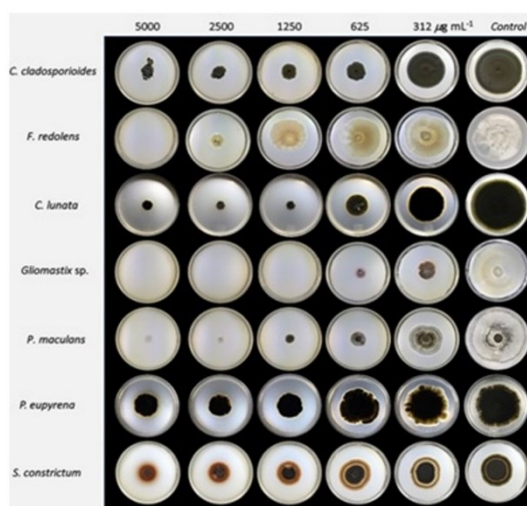 5000 2500 1250 625 312 µg mL⁻¹ Control
C. cladosporioides
F. redolens
C. lunata
Gliomastix sp.
P. maculans
P. eupyrena
S. constrictum